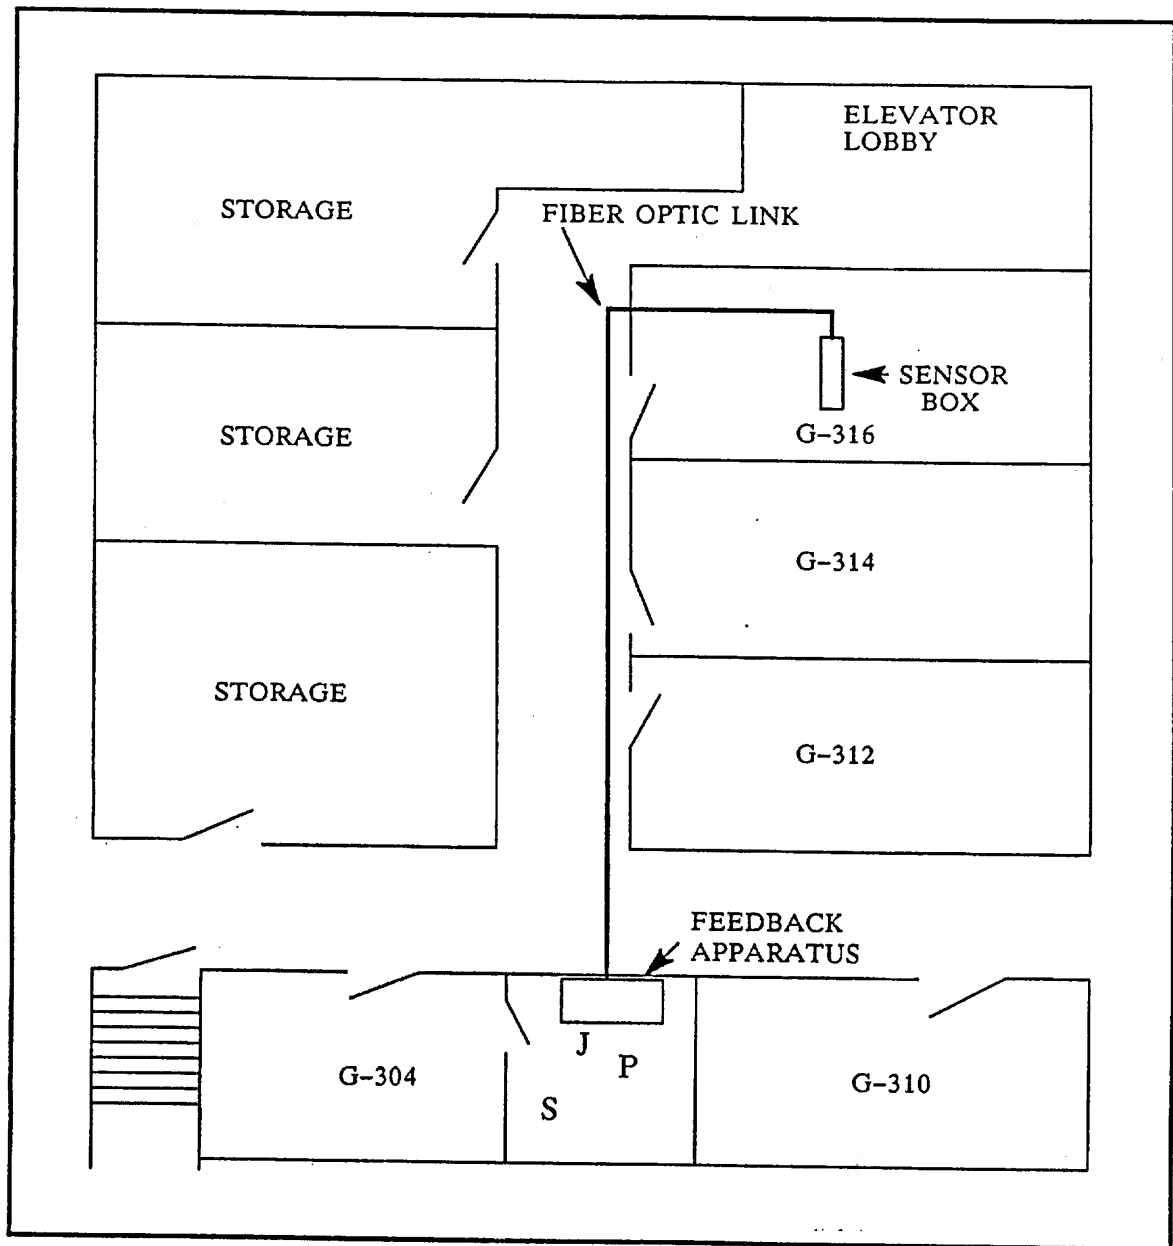 ELEVATOR
LOBBY
STORAGE
FIBER OPTIC LINK
SENSOR
BOX
G-316
STORAGE
G-314
STORAGE
G-312
FEEDBACK
APPARATUS
J
P
G-304
G-310
S